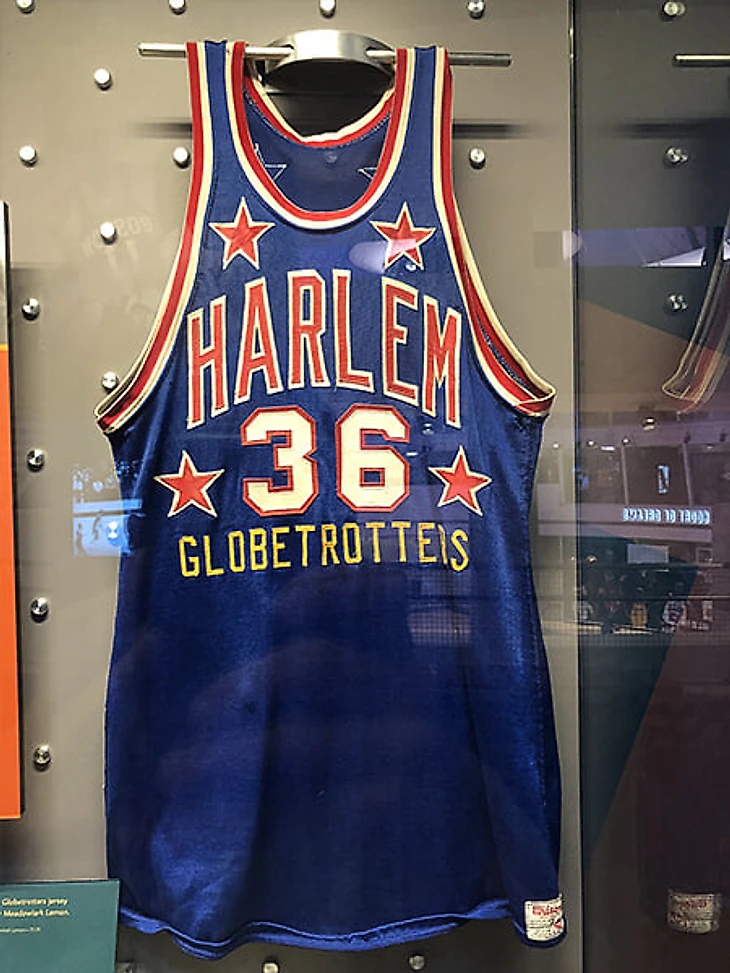 HARLEM
36
GLOBETROTTERS
Globetrotters jersey
Meadowlark Lemon.